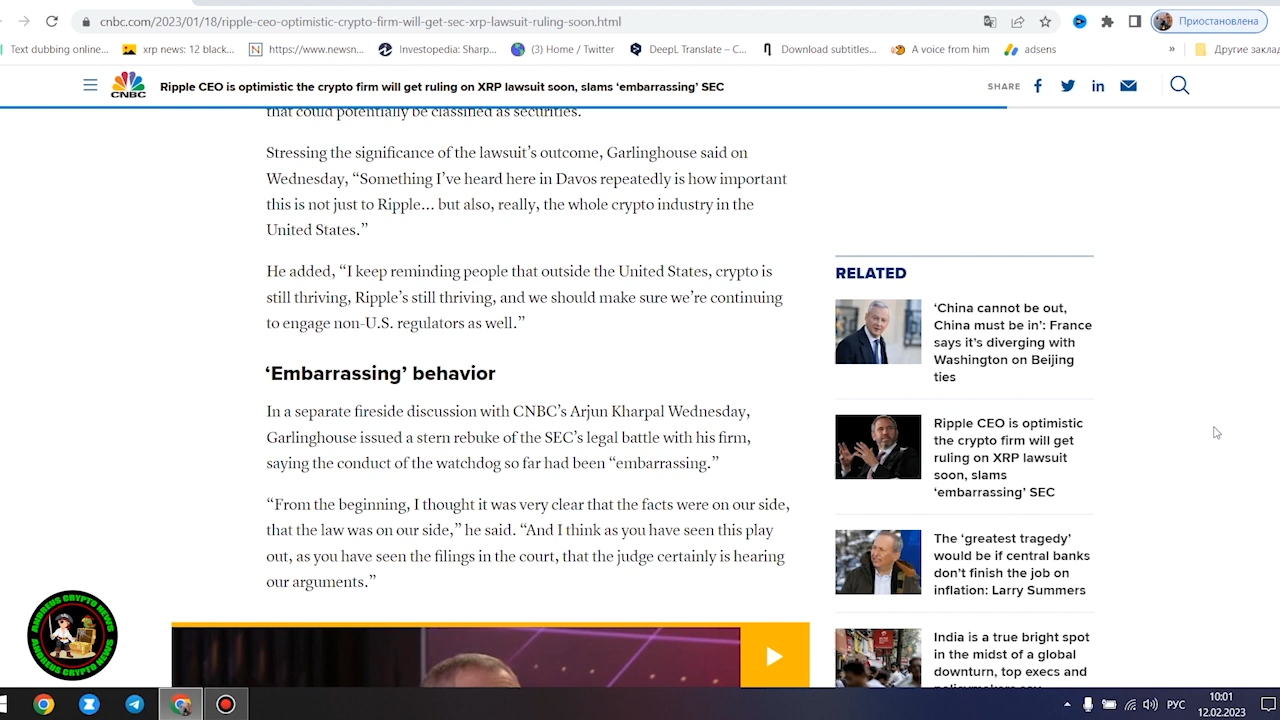 cnbc.com/2023/01/18/ripple-ceo-optimistic-crypto-firm-will-get-sec-xrp-lawsuit-ruling-soon.html
Приостановлена
Text dubbing online...
xrp news: 12 black...
https://www.newsn...
Investopedia: Sharp...
(3) Home / Twitter
DeepL Translate – C...
Download subtitles...
A voice from him
adsens
»
Другие закла
CNBC
Ripple CEO is optimistic the crypto firm will get ruling on XRP lawsuit soon, slams ‘embarrassing’ SEC
SHARE
that could potentially be classified as securities.
Stressing the significance of the lawsuit’s outcome, Garlinghouse said on
Wednesday, “Something I’ve heard here in Davos repeatedly is how important
this is not just to Ripple… but also, really, the whole crypto industry in the
United States.”
He added, “I keep reminding people that outside the United States, crypto is
still thriving, Ripple’s still thriving, and we should make sure we’re continuing
to engage non-U.S. regulators as well.”
‘Embarrassing’ behavior
In a separate fireside discussion with CNBC’s Arjun Kharpal Wednesday,
Garlinghouse issued a stern rebuke of the SEC’s legal battle with his firm,
saying the conduct of the watchdog so far had been “embarrassing.”
“From the beginning, I thought it was very clear that the facts were on our side,
that the law was on our side,” he said. “And I think as you have seen this play
out, as you have seen the filings in the court, that the judge certainly is hearing
our arguments.”
RELATED
‘China cannot be out,
China must be in’: France
says it’s diverging with
Washington on Beijing
ties
Ripple CEO is optimistic
the crypto firm will get
ruling on XRP lawsuit
soon, slams
‘embarrassing’ SEC
The ‘greatest tragedy’
would be if central banks
don’t finish the job on
inflation: Larry Summers
India is a true bright spot
in the midst of a global
downturn, top execs and
ANDREUS CRYPTO NEWS
ANDREUS CRYPTO NEWS
РУС
10:01
12.02.2023